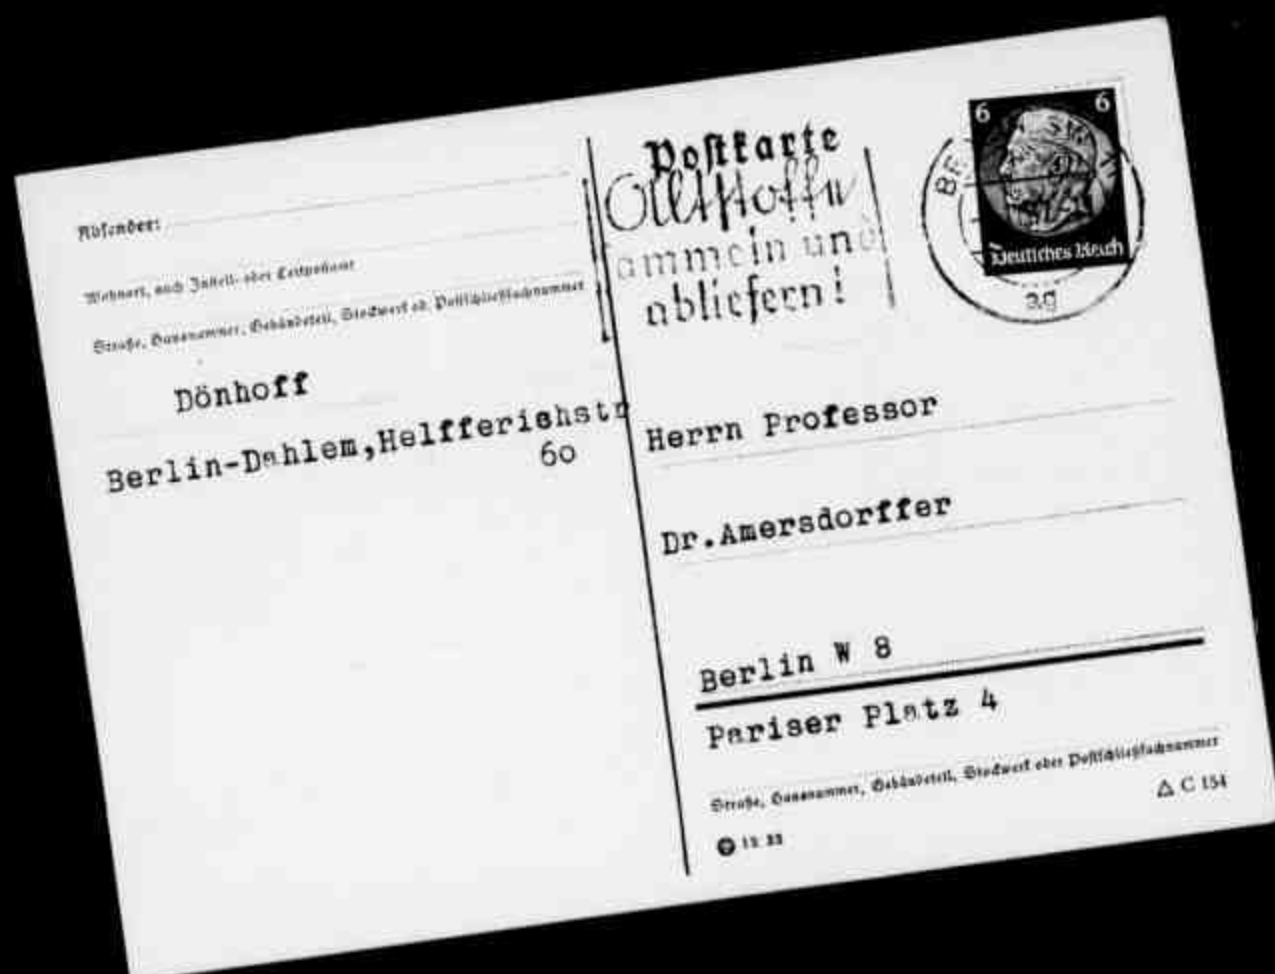 Absender:
Wohnort, auch Zustell- oder Leitpostamt
Straße, Hausnummer, Gebäudeteil, Stockwerk od. Postschließfachnummer
Dönhoff
Berlin-Dahlem,Helfferichstr
60
Postkarte
Altstoffe
sammeln und
abliefern!
6 6
Deutsches Reich
ag
Herrn Professor
Dr.Amersdorffer
Berlin W 8
Pariser Platz 4
Straße, Hausnummer, Gebäudeteil, Stockwerk oder Postschließfachnummer
△ C 154